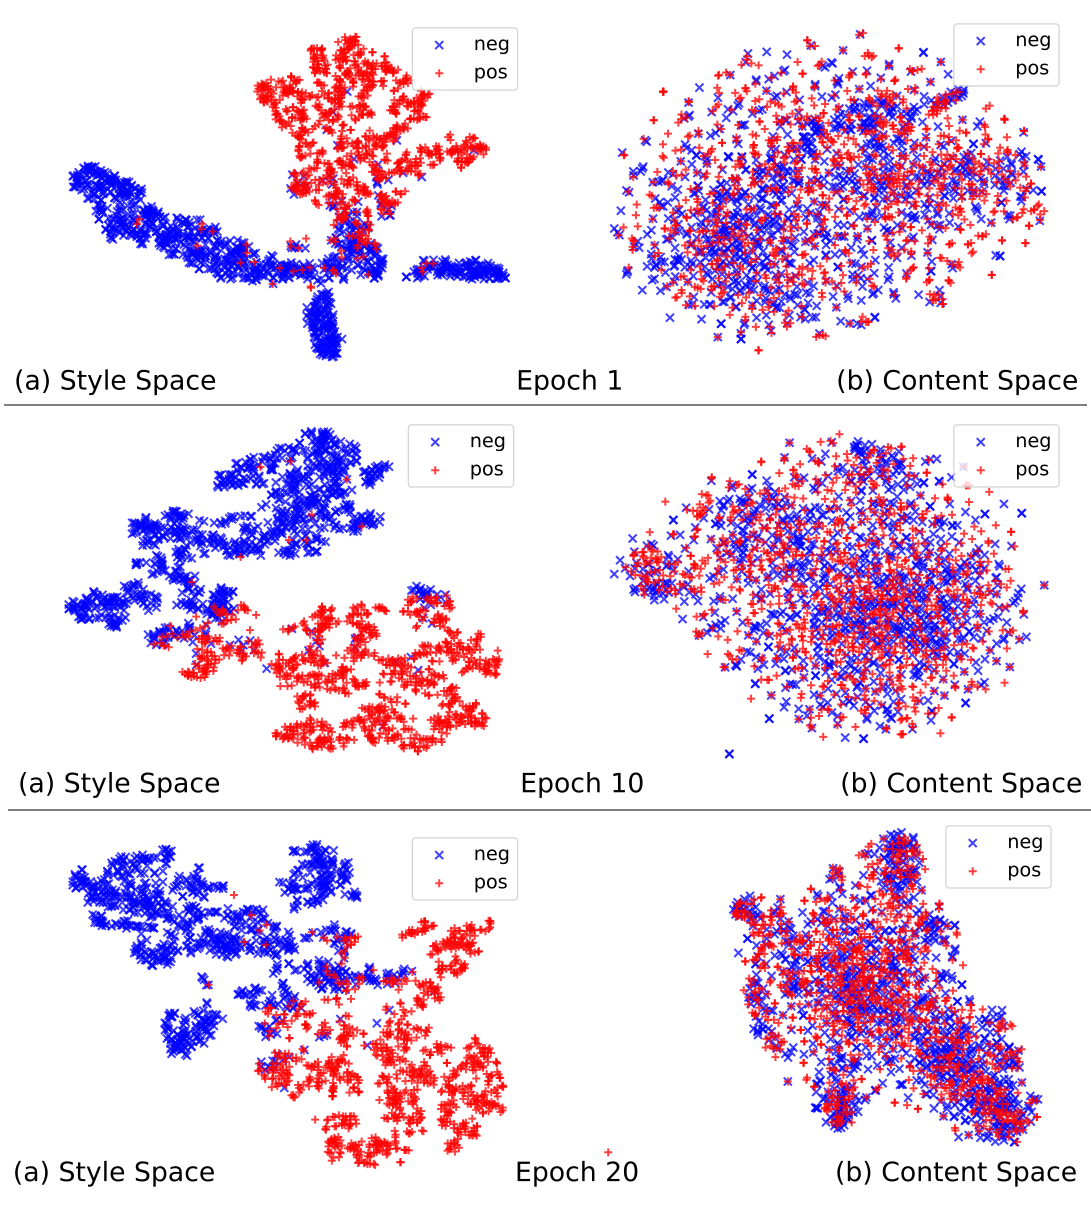 neg
pos
neg
pos
(a) Style Space Epoch 1 (b) Content Space
neg
pos
neg
pos
(a) Style Space Epoch 10 (b) Content Space
neg
pos
neg
pos
(a) Style Space Epoch 20 (b) Content Space